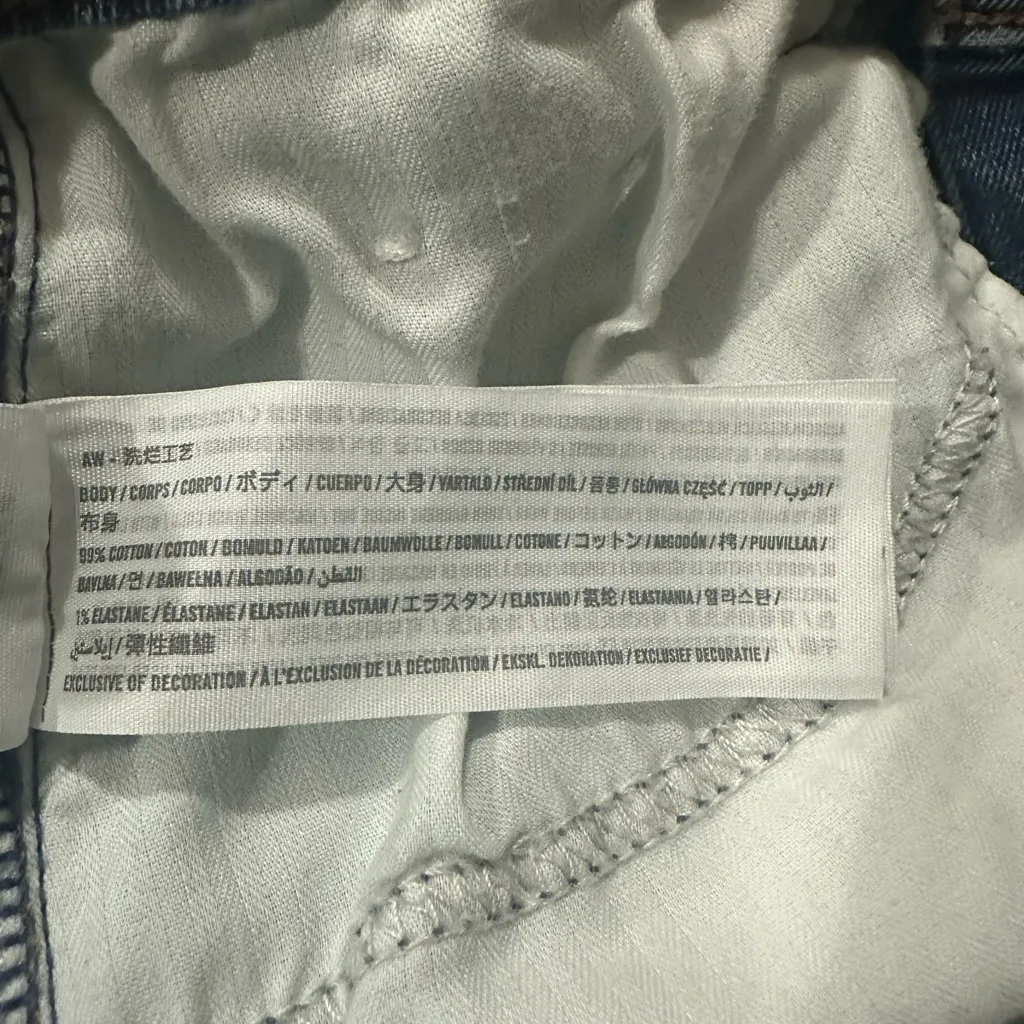 AW - 洗烂工艺
BODY / CORPS / CORPO / ボディ / CUERPO / 大身 / VARTALO / STŘEDNÍ DÍL / 몸통 / GŁÓWNA CZĘŚĆ / TOPP / الثوب /
布身
99% COTTON / COTON / BOMULD / KATOEN / BAUMWOLLE / BOMULL / COTONE / コットン / ALGODÓN / 棉 / PUUVILLAA /
BAVLNA / 면 / BAWEŁNA / ALGODÃO / القطن
1% ELASTANE / ÉLASTANE / ELASTAN / ELASTAAN / エラスタン / ELASTANO / 氨纶 / ELASTAANIA / 엘라스탄 /
إيلاستين / 彈性纖維
EXCLUSIVE OF DECORATION / À L'EXCLUSION DE LA DÉCORATION / EKSKL. DEKORATION / EXCLUSIEF DECORATIE /